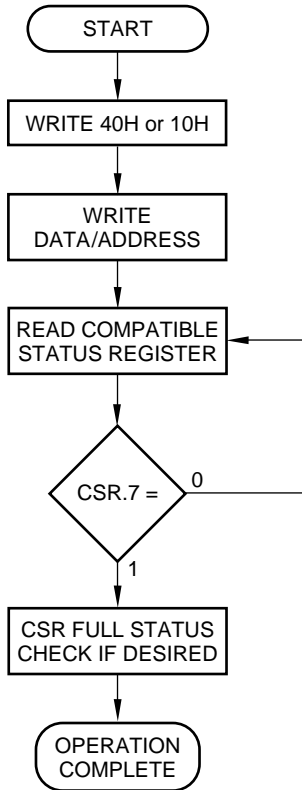 START
WRITE 40H or 10H
WRITE
DATA/ADDRESS
READ COMPATIBLE
STATUS REGISTER
CSR.7 =
0
1
CSR FULL STATUS
CHECK IF DESIRED
OPERATION
COMPLETE